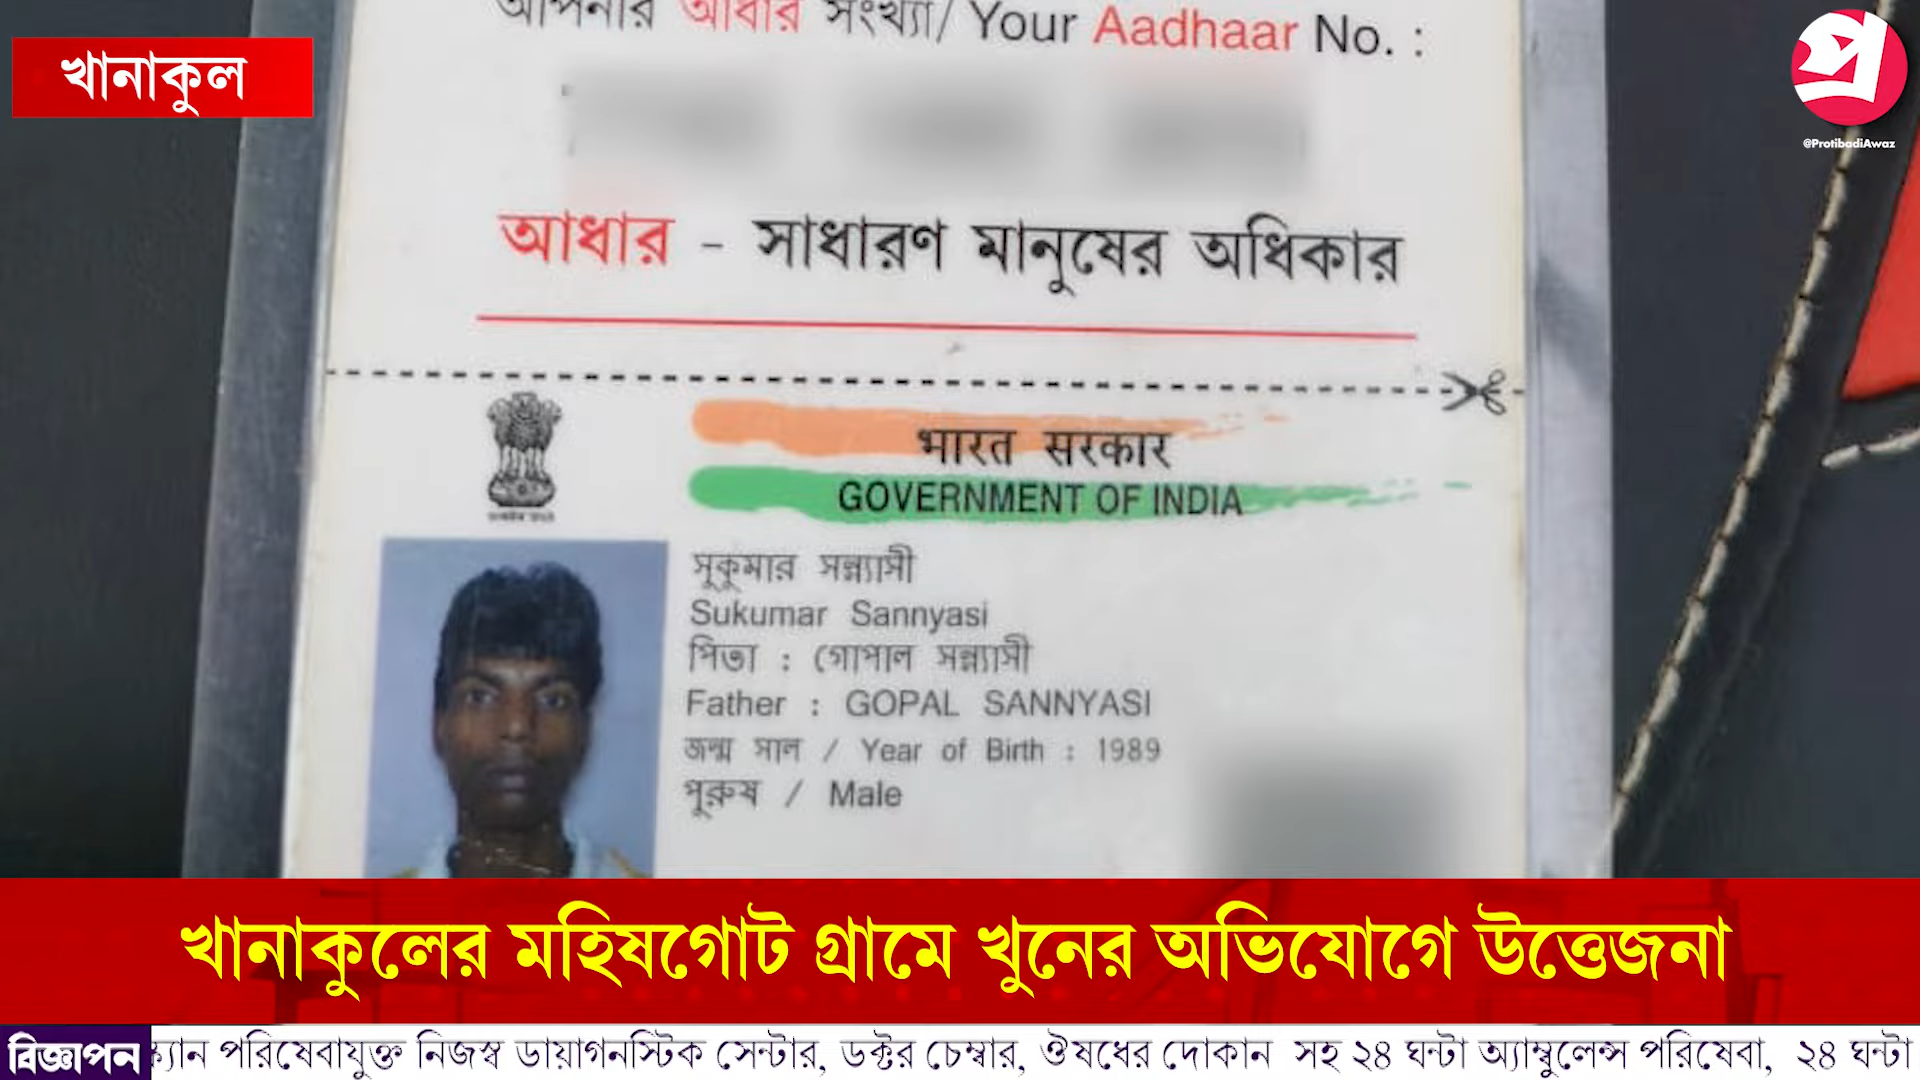 আপনার আধার সংখ্যা/ Your Aadhaar No. :
খানাকুল
@ProtibadiAwaz
আধার - সাধারণ মানুষের অধিকার
भारत सरकार
GOVERNMENT OF INDIA
সুকুমার সন্ন্যাসী
Sukumar Sannyasi
পিতা : গোপাল সন্ন্যাসী
Father : GOPAL SANNYASI
জন্ম সাল / Year of Birth : 1989
পুরুষ / Male
খানাকুলের মহিষগোট গ্রামে খুনের অভিযোগে উত্তেজনা
বিজ্ঞাপন ক্যান পরিষেবাযুক্ত নিজস্ব ডায়াগনস্টিক সেন্টার, ডক্টর চেম্বার, ঔষধের দোকান সহ ২৪ ঘন্টা অ্যাম্বুলেন্স পরিষেবা, ২৪ ঘন্টা